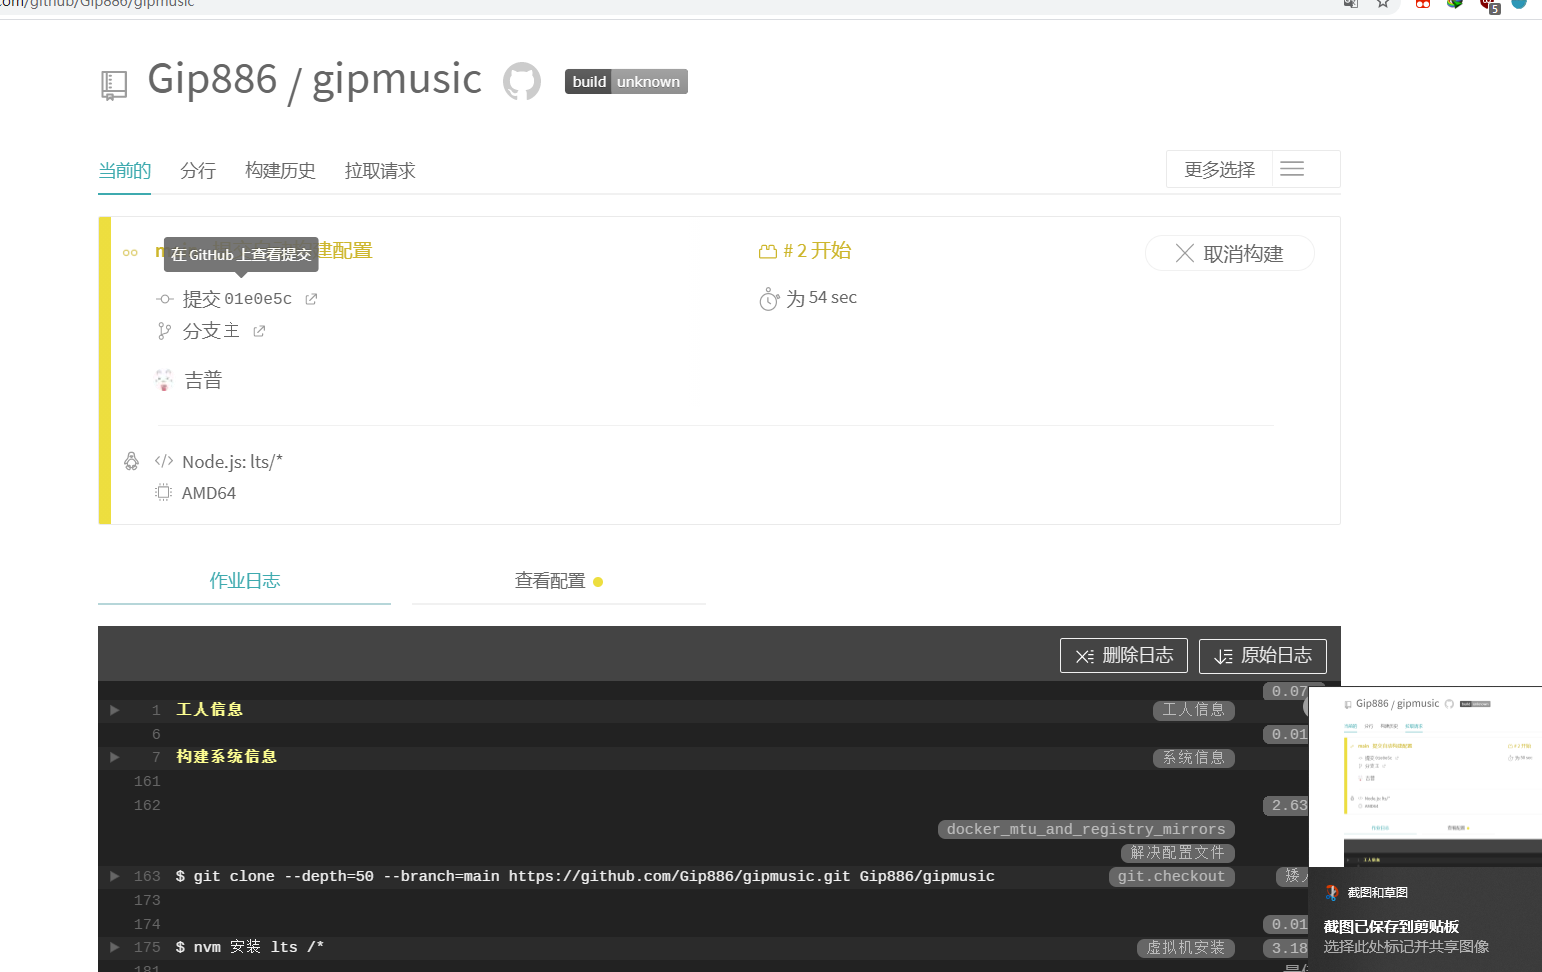 com/github/Gip886/gipmusic
5
Gip886 / gipmusic
build unknown
当前的 分行 构建历史 拉取请求
更多选择
在 GitHub 上查看提交
建配置
# 2 开始
取消构建
提交 01e0e5c
为 54 sec
分支 主
吉普
Node.js: lts/*
AMD64
作业日志 查看配置
删除日志 原始日志
0.07
1 工人信息 工人信息
6 0.01
7 构建系统信息 系统信息
161
162 2.63
docker_mtu_and_registry_mirrors
解决配置文件
163 $ git clone --depth=50 --branch=main https://github.com/Gip886/gipmusic.git Gip886/gipmusic git.checkout 矮
173
174 0.01
175 $ nvm 安装 lts /* 虚拟机安装 3.18
181
Gip886 / gipmusic
截图和草图
截图已保存到剪贴板
选择此处标记并共享图像